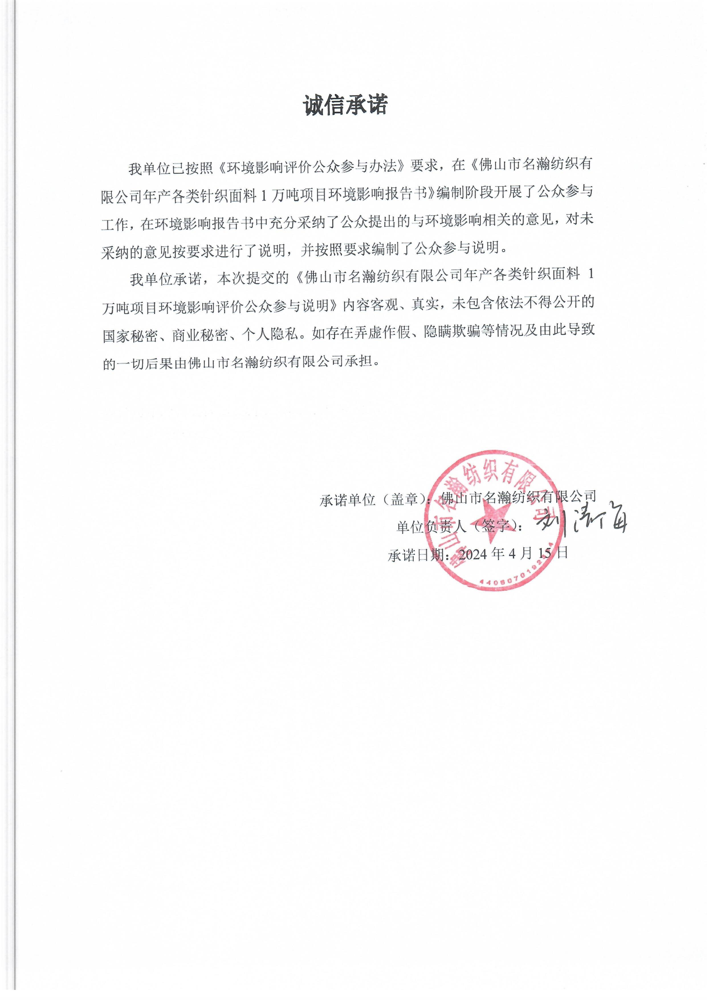 诚信承诺
我单位已按照《环境影响评价公众参与办法》要求，在《佛山市名瀚纺织有
限公司年产各类针织面料 1 万吨项目环境影响报告书》编制阶段开展了公众参与
工作，在环境影响报告书中充分采纳了公众提出的与环境影响相关的意见，对未
采纳的意见按要求进行了说明，并按照要求编制了公众参与说明。
我单位承诺，本次提交的《佛山市名瀚纺织有限公司年产各类针织面料 1
万吨项目环境影响评价公众参与说明》内容客观、真实，未包含依法不得公开的
国家秘密、商业秘密、个人隐私。如存在弄虚作假、隐瞒欺骗等情况及由此导致
的一切后果由佛山市名瀚纺织有限公司承担。
佛山市名瀚纺织有限公司
承诺单位（盖章）：佛山市名瀚纺织有限公司
单位负责人（签字）：刘
承诺日期：2024 年 4 月 15 日